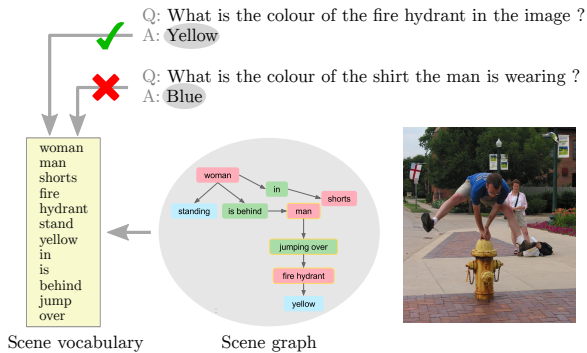 Q: What is the colour of the fire hydrant in the image ?
A: Yellow
Q: What is the colour of the shirt the man is wearing ?
A: Blue
woman
man
shorts
fire
hydrant
stand
yellow
in
is
behind
jump
over
Scene vocabulary
woman
in
shorts
standing
is behind
man
jumping over
fire hydrant
yellow
Scene graph